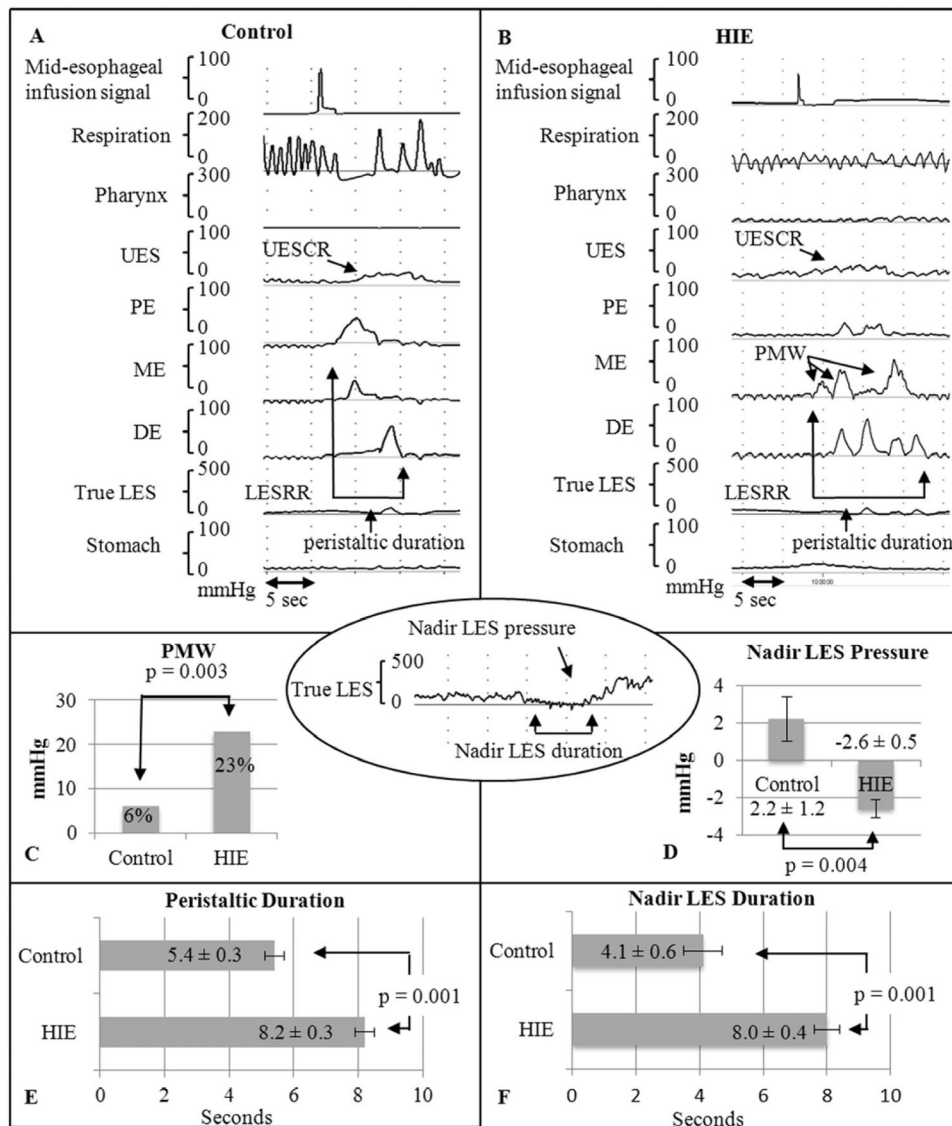 A
Control
Mid-esophageal
infusion signal
100
0
Respiration
200
0
Pharynx
300
0
UES
100
0
UESCR
PE
100
0
ME
100
0
DE
100
0
True LES
500
0
LESRR
Stomach
100
0
peristaltic duration
mmHg
5 sec
B
HIE
Mid-esophageal
infusion signal
100
0
Respiration
200
0
Pharynx
300
0
UES
100
0
UESCR
PE
100
0
ME
100
0
PMW
DE
100
0
True LES
500
0
LESRR
Stomach
100
0
peristaltic duration
mmHg
5 sec
10:00:00
Nadir LES pressure
True LES
500
0
Nadir LES duration
PMW
p = 0.003
mmHg
30
20
10
0
6%
23%
Control
HIE
C
Nadir LES Pressure
mmHg
4
2
0
-2
-4
-2.6 ± 0.5
Control
HIE
2.2 ± 1.2
p = 0.004
D
Peristaltic Duration
Control
5.4 ± 0.3
p = 0.001
HIE
8.2 ± 0.3
0 2 4 6 8 10
Seconds
E
Nadir LES Duration
Control
4.1 ± 0.6
p = 0.001
HIE
8.0 ± 0.4
0 2 4 6 8 10
Seconds
F